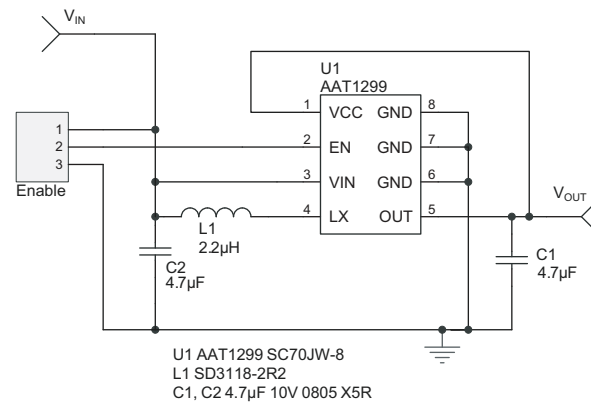 V_IN
U1
AAT1299
1 VCC GND 8
1
2
3
Enable
2 EN GND 7
3 VIN GND 6
4 LX OUT 5
V_OUT
L1
2.2µH
C2
4.7µF
C1
4.7µF
U1 AAT1299 SC70JW-8
L1 SD3118-2R2
C1, C2 4.7µF 10V 0805 X5R